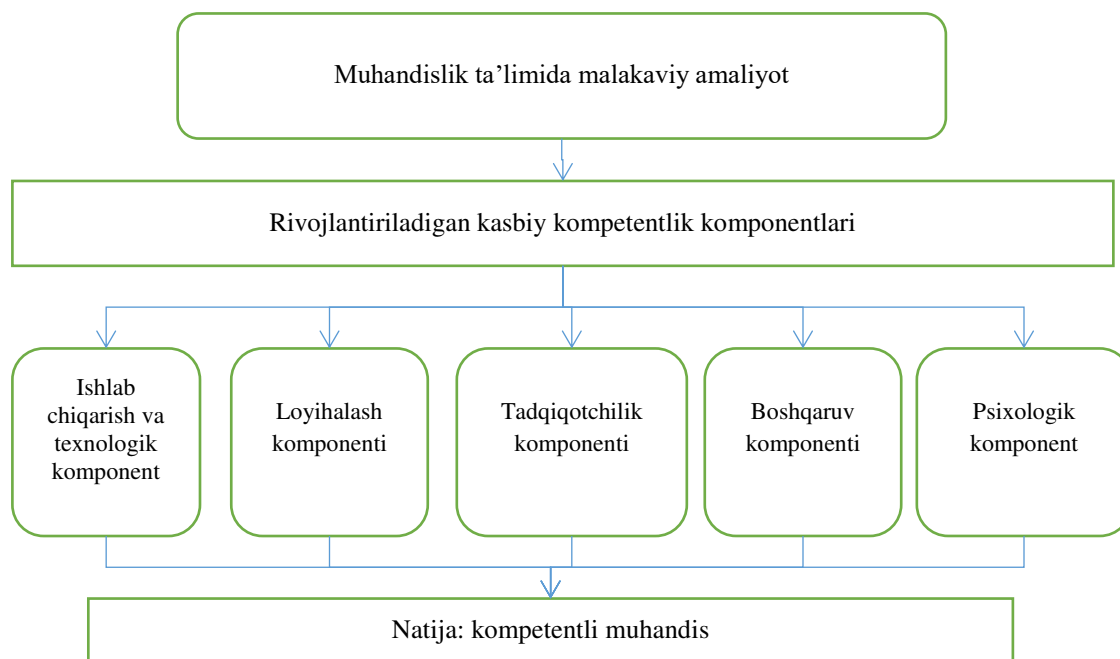 Muhandislik ta’limida malakaviy amaliyot
Rivojlantiriladigan kasbiy kompetentlik komponentlari
Ishlab
chiqarish va
texnologik
komponent
Loyihalash
komponenti
Tadqiqotchilik
komponenti
Boshqaruv
komponenti
Psixologik
komponent
Natija: kompetentli muhandis